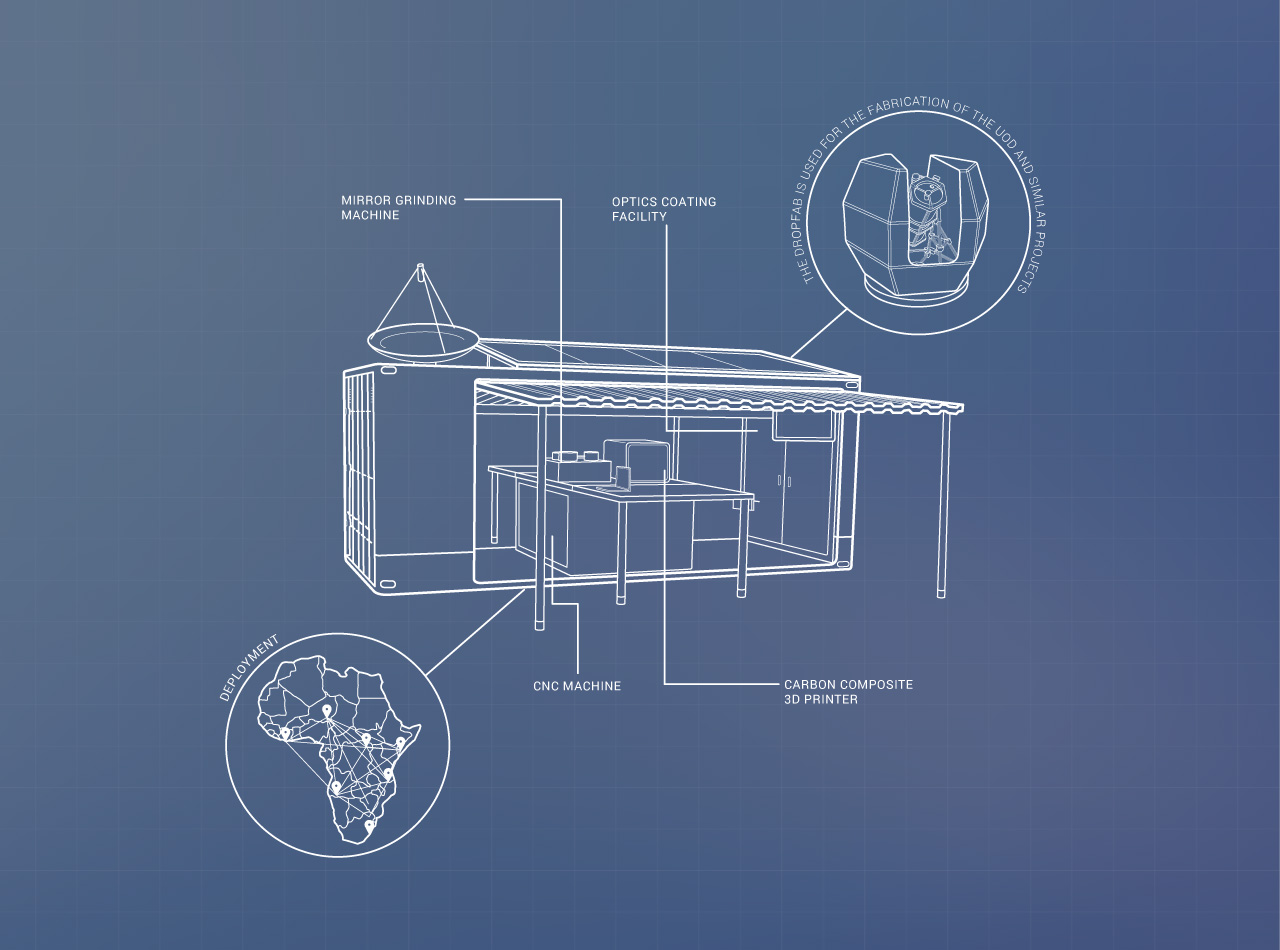 THE DROPFAB IS USED FOR THE FABRICATION OF THE UOD AND SIMILAR PROJECTS
MIRROR GRINDING
MACHINE
OPTICS COATING
FACILITY
DEPLOYMENT
CNC MACHINE
CARBON COMPOSITE
3D PRINTER